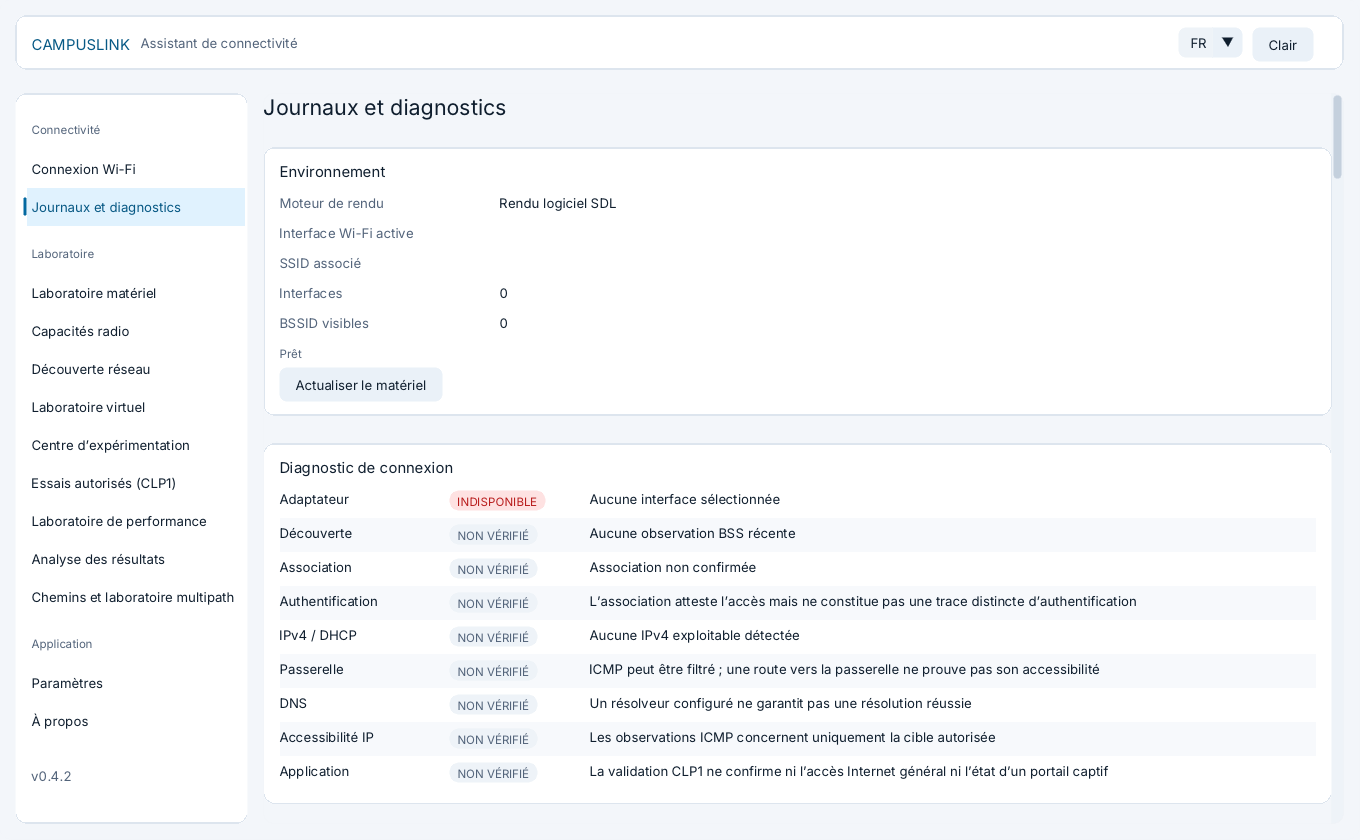 CAMPUSLINK Assistant de connectivité FR ▼ Clair
Connectivité
Connexion Wi-Fi
Journaux et diagnostics
Laboratoire
Laboratoire matériel
Capacités radio
Découverte réseau
Laboratoire virtuel
Centre d’expérimentation
Essais autorisés (CLP1)
Laboratoire de performance
Analyse des résultats
Chemins et laboratoire multipath
Application
Paramètres
À propos
v0.4.2
Journaux et diagnostics
Environnement
Moteur de rendu Rendu logiciel SDL
Interface Wi-Fi active
SSID associé
Interfaces 0
BSSID visibles 0
Prêt
Actualiser le matériel
Diagnostic de connexion
Adaptateur INDISPONIBLE Aucune interface sélectionnée
Découverte NON VÉRIFIÉ Aucune observation BSS récente
Association NON VÉRIFIÉ Association non confirmée
Authentification NON VÉRIFIÉ L’association atteste l’accès mais ne constitue pas une trace distincte d’authentification
IPv4 / DHCP NON VÉRIFIÉ Aucune IPv4 exploitable détectée
Passerelle NON VÉRIFIÉ ICMP peut être filtré ; une route vers la passerelle ne prouve pas son accessibilité
DNS NON VÉRIFIÉ Un résolveur configuré ne garantit pas une résolution réussie
Accessibilité IP NON VÉRIFIÉ Les observations ICMP concernent uniquement la cible autorisée
Application NON VÉRIFIÉ La validation CLP1 ne confirme ni l’accès Internet général ni l’état d’un portail captif